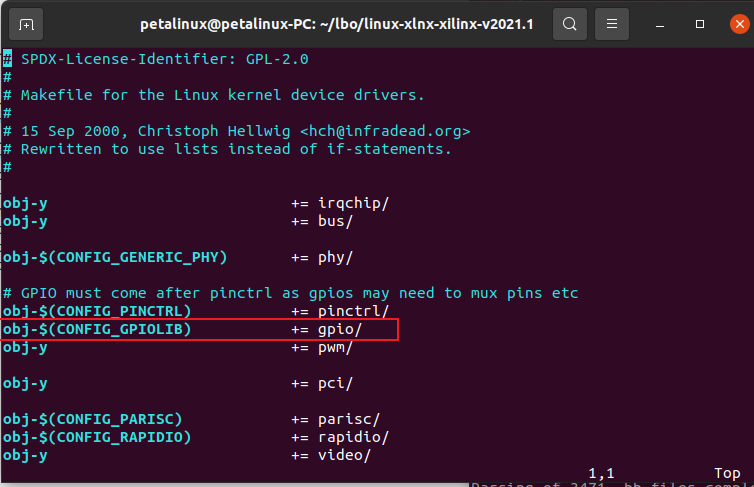 petalinux@petalinux-PC: ~/lbo/linux-xlnx-xilinx-v2021.1
# SPDX-License-Identifier: GPL-2.0
#
# Makefile for the Linux kernel device drivers.
#
# 15 Sep 2000, Christoph Hellwig <hch@infradead.org>
# Rewritten to use lists instead of if-statements.
#
obj-y += irqchip/
obj-y += bus/
obj-$(CONFIG_GENERIC_PHY) += phy/
# GPIO must come after pinctrl as gpios may need to mux pins etc
obj-$(CONFIG_PINCTRL) += pinctrl/
obj-$(CONFIG_GPIOLIB) += gpio/
obj-y += pwm/
obj-y += pci/
obj-$(CONFIG_PARISC) += parisc/
obj-$(CONFIG_RAPIDIO) += rapidio/
obj-y += video/
1,1 Top